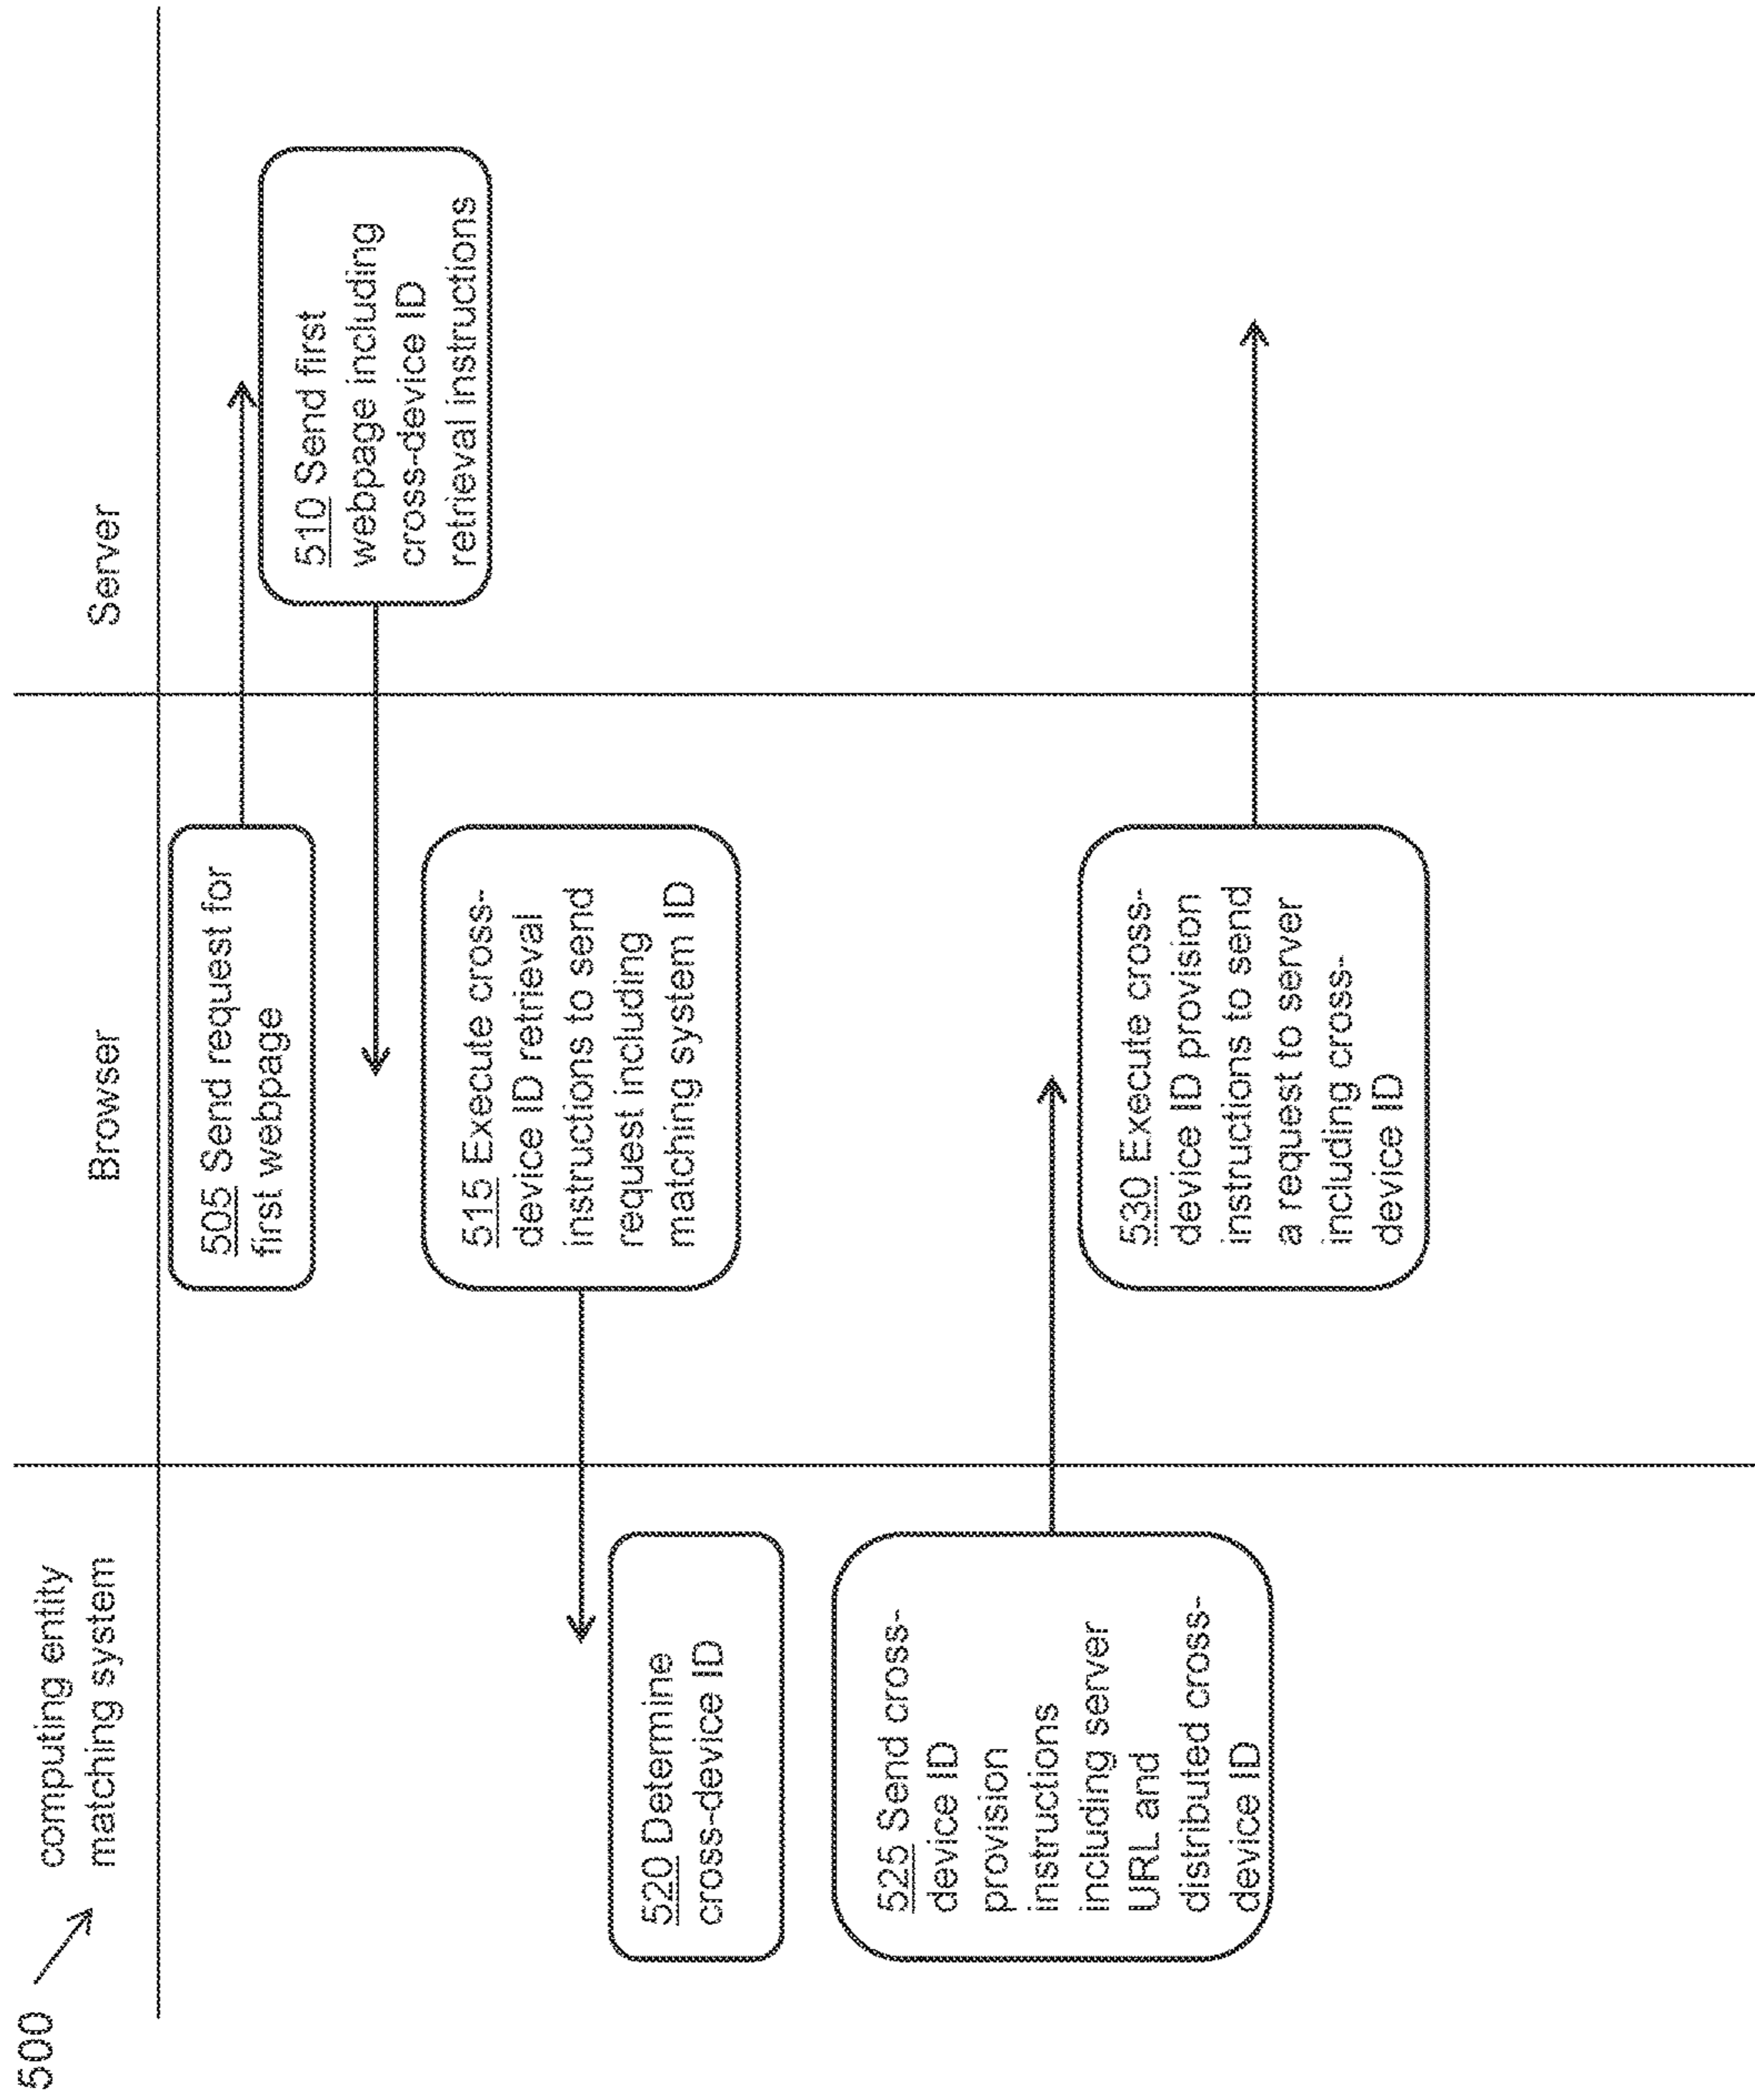 500
computing entity
matching system
Browser
Server
505 Send request for
first webpage
510 Send first
webpage including
cross-device ID
retrieval instructions
515 Execute cross-
device ID retrieval
instructions to send
request including
matching system ID
520 Determine
cross-device ID
525 Send cross-
device ID
provision
instructions
including server
URL and
distributed cross-
device ID
530 Execute cross-
device ID provision
instructions to send
a request to server
including cross-
device ID